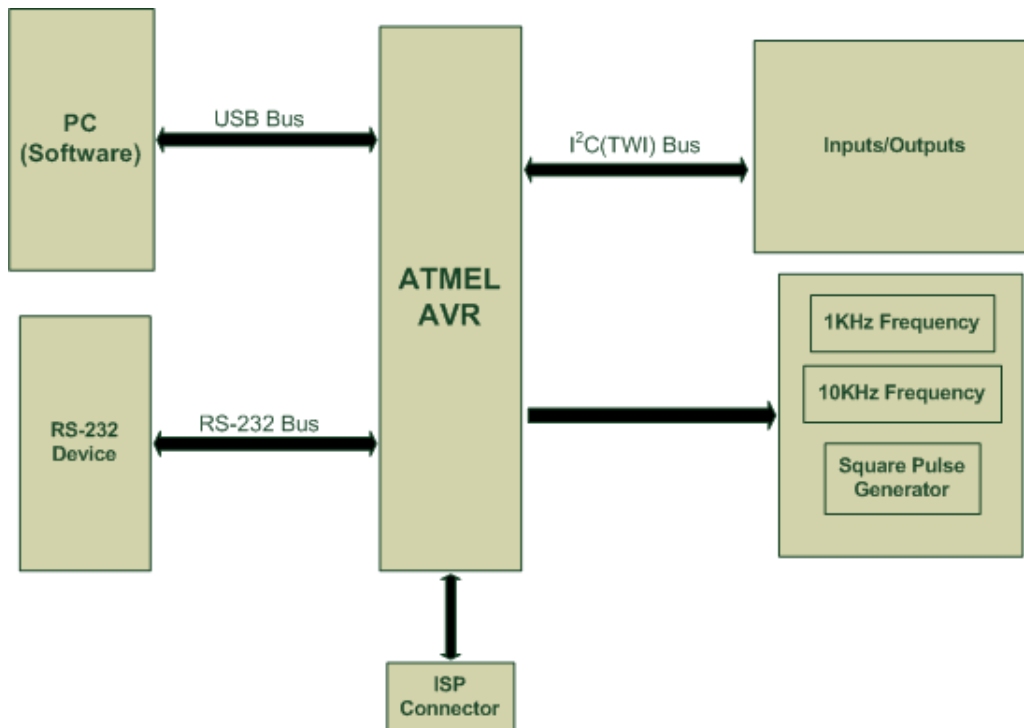 PC
(Software)
USB Bus
ATMEL
AVR
I²C(TWI) Bus
Inputs/Outputs
RS-232
Device
RS-232 Bus
1KHz Frequency
10KHz Frequency
Square Pulse
Generator
ISP
Connector